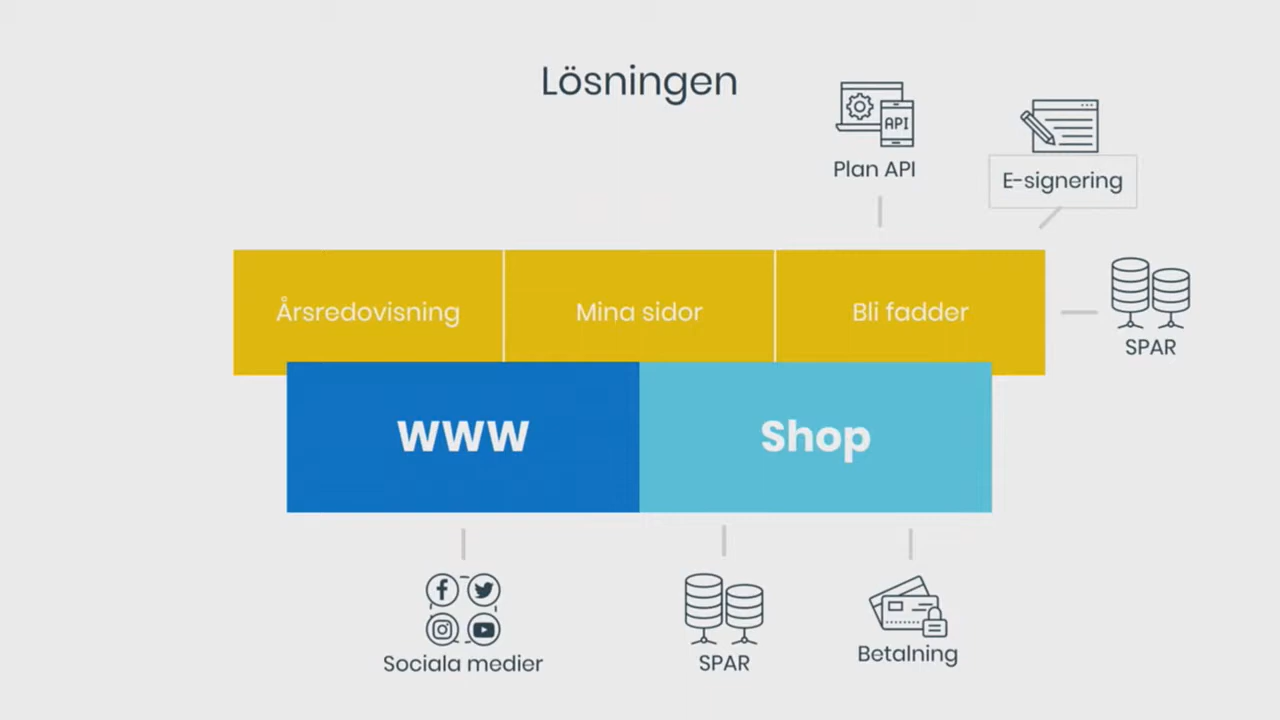 Lösningen
API
Plan API
E-signering
Årsredovisning
Mina sidor
Bli fadder
SPAR
WWW
Shop
Sociala medier
SPAR
Betalning